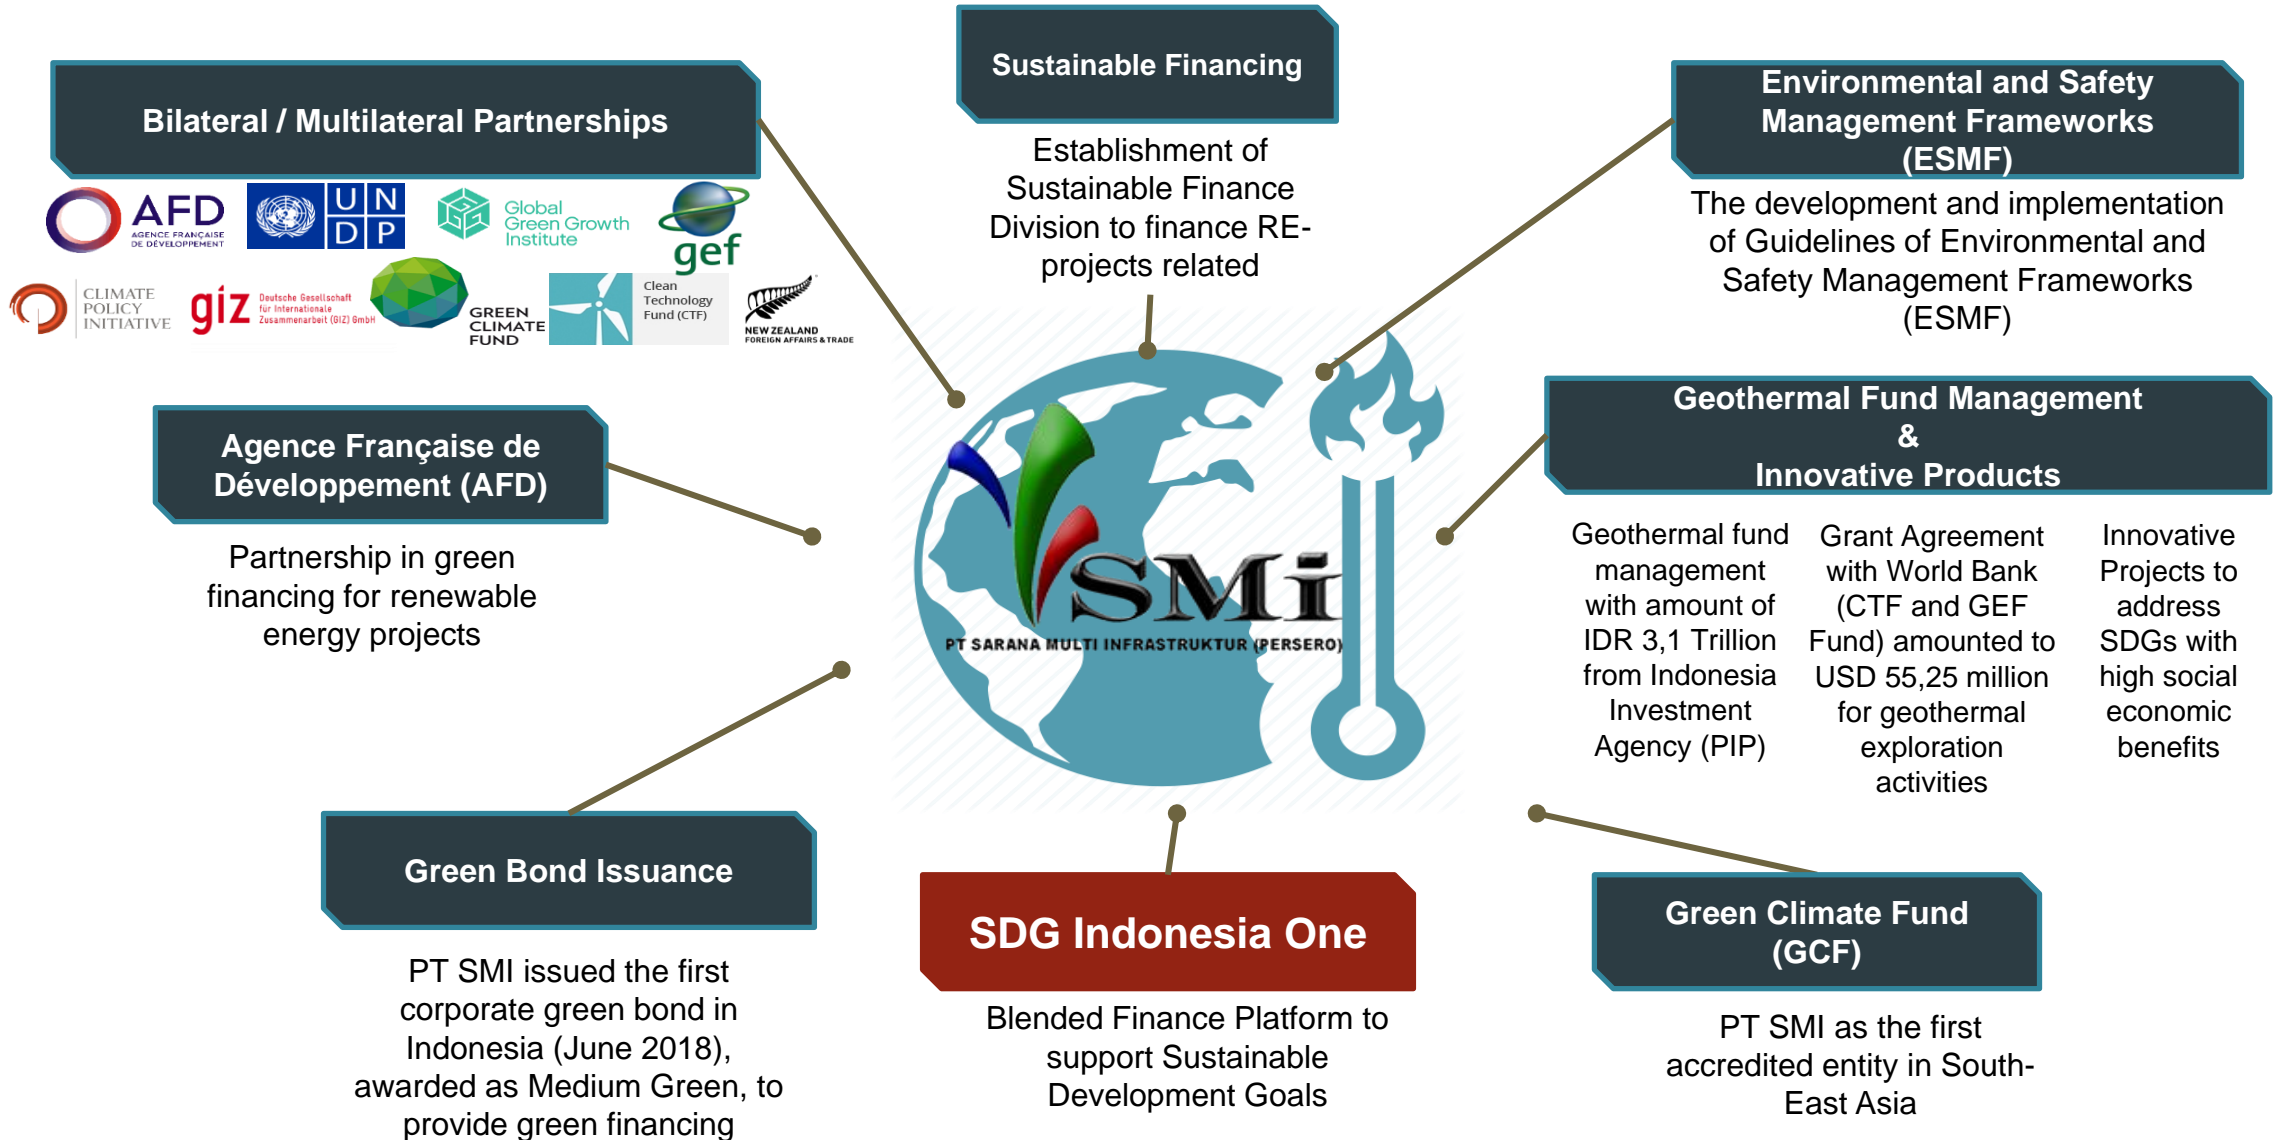 Sustainable Financing
Establishment of
Sustainable Finance
Division to finance RE-
projects related
Bilateral / Multilateral Partnerships
AFD
AGENCE FRANÇAISE
DE DÉVELOPPEMENT
U N
D P
Global
Green Growth
Institute
gef
CLIMATE
POLICY
INITIATIVE
giz
Deutsche Gesellschaft
für Internationale
Zusammenarbeit (GIZ) GmbH
GREEN
CLIMATE
FUND
Clean
Technology
Fund (CTF)
NEW ZEALAND
FOREIGN AFFAIRS & TRADE
Environmental and Safety
Management Frameworks
(ESMF)
The development and implementation
of Guidelines of Environmental and
Safety Management Frameworks
(ESMF)
Agence Française de
Développement (AFD)
Partnership in green
financing for renewable
energy projects
SMi
PT SARANA MULTI INFRASTRUKTUR (PERSERO)
Geothermal Fund Management
&
Innovative Products
Geothermal fund
management
with amount of
IDR 3,1 Trillion
from Indonesia
Investment
Agency (PIP)
Grant Agreement
with World Bank
(CTF and GEF
Fund) amounted to
USD 55,25 million
for geothermal
exploration
activities
Innovative
Projects to
address
SDGs with
high social
economic
benefits
Green Bond Issuance
PT SMI issued the first
corporate green bond in
Indonesia (June 2018),
awarded as Medium Green, to
provide green financing
SDG Indonesia One
Blended Finance Platform to
support Sustainable
Development Goals
Green Climate Fund
(GCF)
PT SMI as the first
accredited entity in South-
East Asia